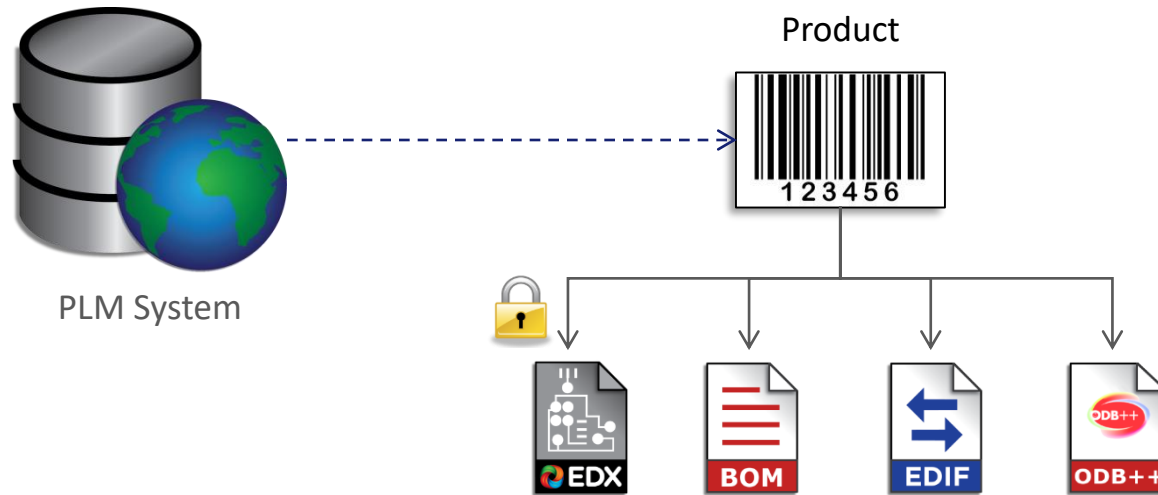 Product
123456
PLM System
EDX
BOM
EDIF
ODB++
ODB++